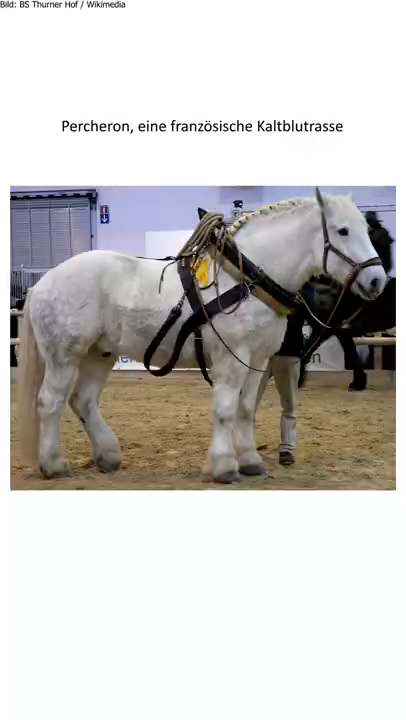 Bild: BS Thurner Hof / Wikimedia
Percheron, eine französische Kaltblutrasse